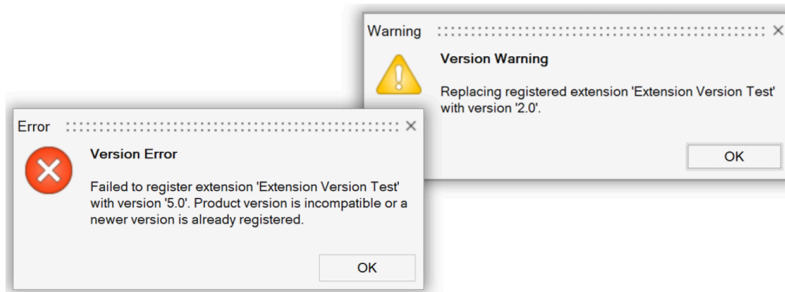 Warning
Version Warning
Replacing registered extension 'Extension Version Test'
with version '2.0'.
OK
Error
Version Error
Failed to register extension 'Extension Version Test'
with version '5.0'. Product version is incompatible or a
newer version is already registered.
OK